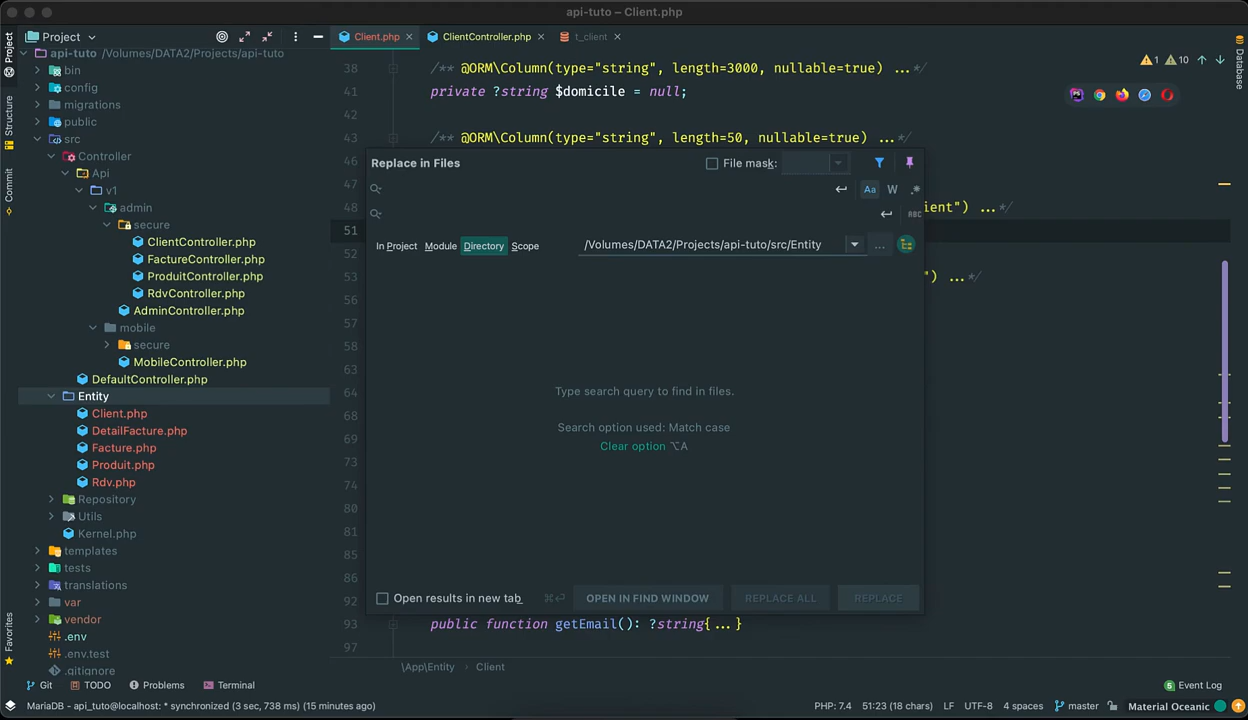 api-tuto – Client.php
Project
Client.php
ClientController.php
t_client
api-tuto /Volumes/DATA2/Projects/api-tuto
bin
config
migrations
public
src
Controller
Api
v1
admin
secure
ClientController.php
FactureController.php
ProduitController.php
RdvController.php
AdminController.php
mobile
secure
MobileController.php
DefaultController.php
Entity
Client.php
DetailFacture.php
Facture.php
Produit.php
Rdv.php
Repository
Utils
Kernel.php
templates
tests
translations
var
vendor
.env
.env.test
.gitignore
Project
Structure
Commit
Favorites
Database
38 /** @ORM\Column(type="string", length=3000, nullable=true) ...*/
41 private ?string $domicile = null;
42
43 /** @ORM\Column(type="string", length=50, nullable=true) ...*/
46
47
48 ient") ...*/
51
52
53 ") ...*/
56
57
58
63
64
68
69
73
74
80
81
85
86
92
93 public function getEmail(): ?string{...}
97
1 10
Replace in Files
File mask:
Aa W .*
ABC
In Project Module Directory Scope
/Volumes/DATA2/Projects/api-tuto/src/Entity
...
Type search query to find in files.
Search option used: Match case
Clear option ⌥A
Open results in new tab
⌘⏎
OPEN IN FIND WINDOW
REPLACE ALL
REPLACE
\App\Entity › Client
Git
TODO
Problems
Terminal
5 Event Log
MariaDB - api_tuto@localhost: * synchronized (3 sec, 738 ms) (15 minutes ago)
PHP: 7.4
51:23 (18 chars)
LF
UTF-8
4 spaces
master
Material Oceanic